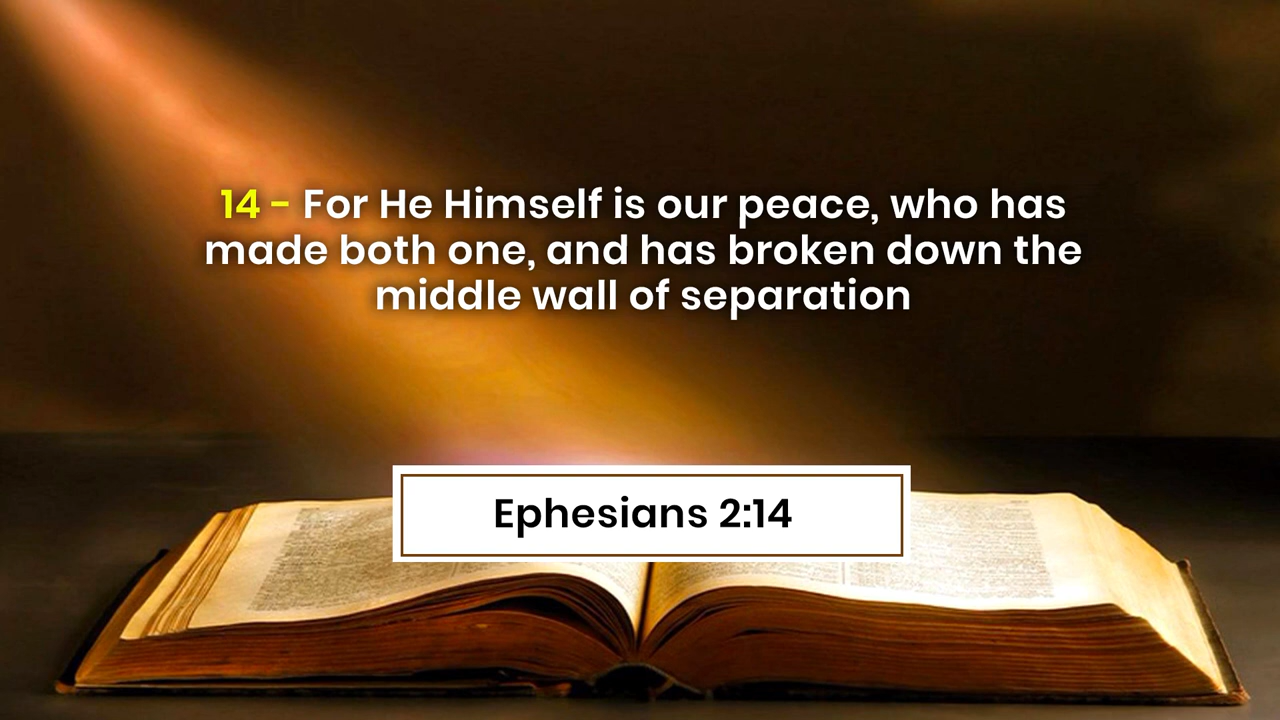 14 - For He Himself is our peace, who has
made both one, and has broken down the
middle wall of separation
Ephesians 2:14